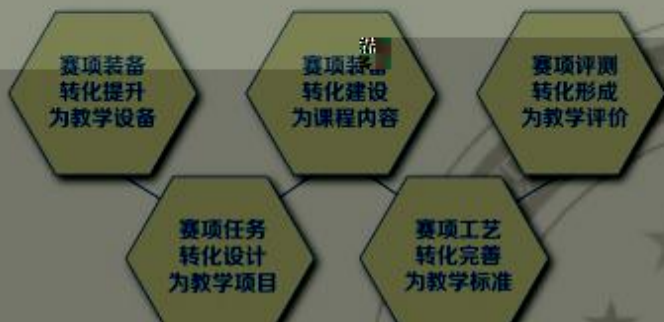 赛项装备
转化提升
为教学设备
赛项装备
转化建设
为课程内容
赛项评测
转化形成
为教学评价
赛项任务
转化设计
为教学项目
赛项工艺
转化完善
为教学标准